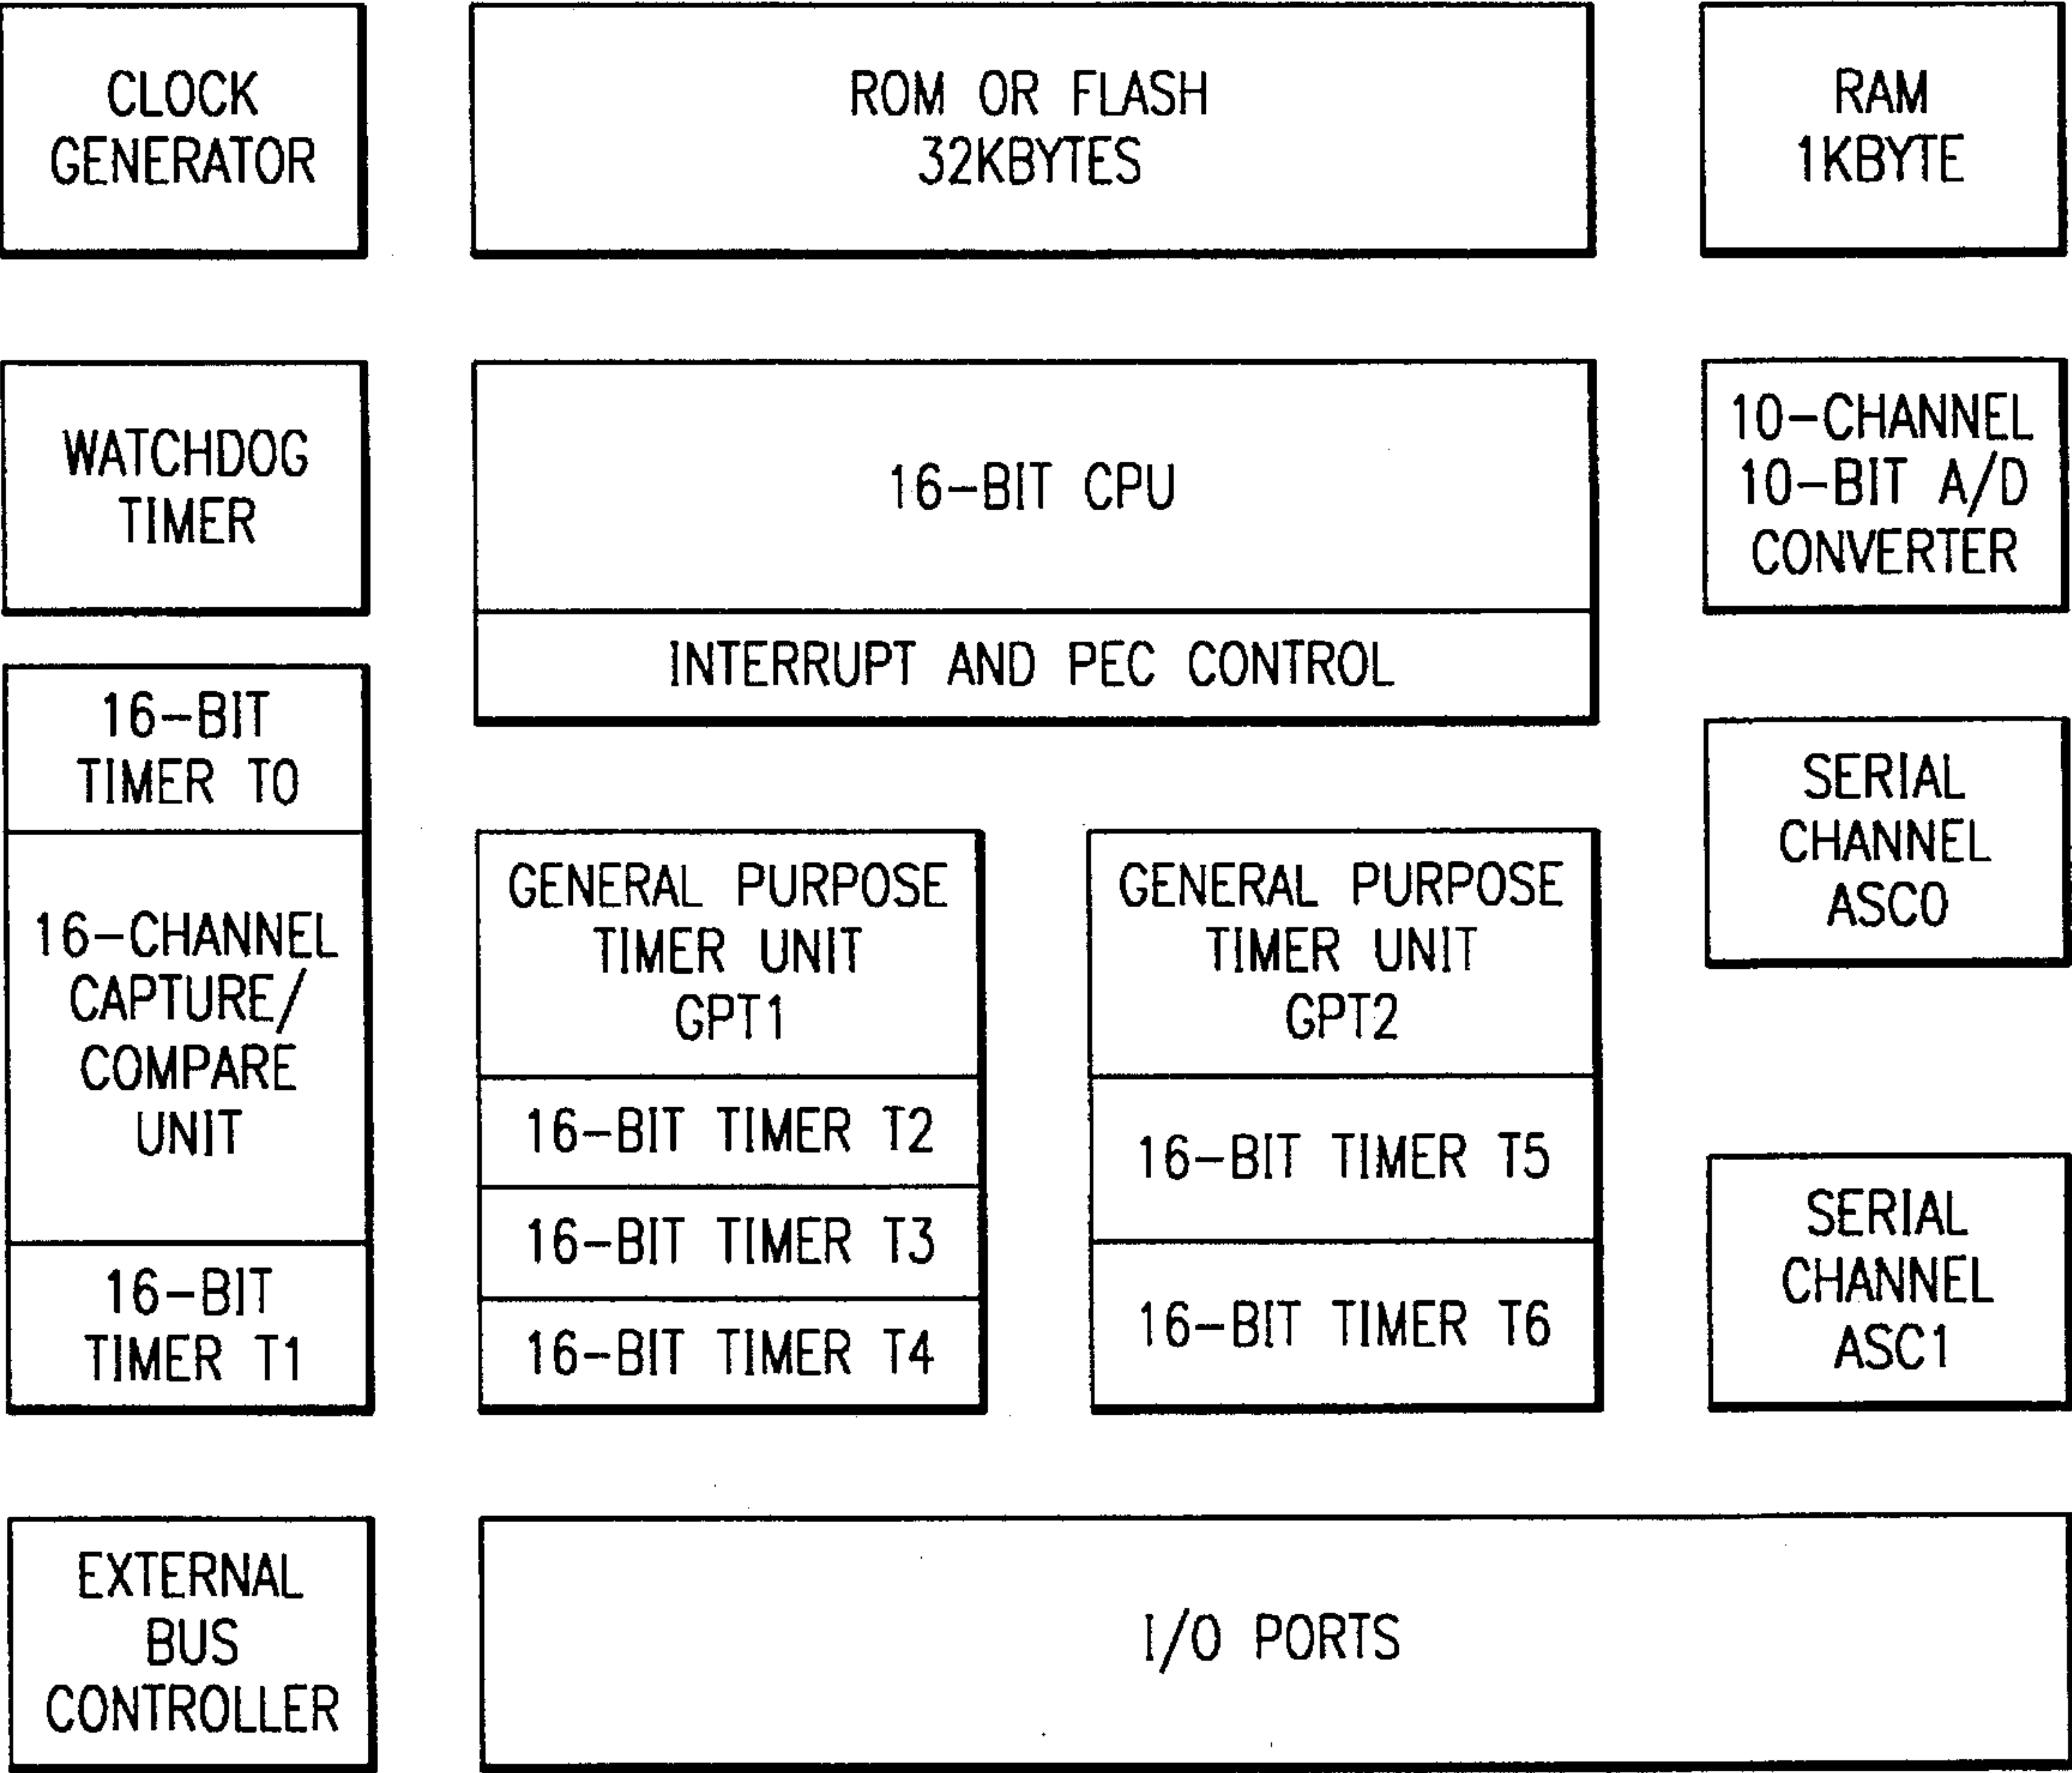 CLOCK
GENERATOR
ROM OR FLASH
32KBYTES
RAM
1KBYTE
WATCHDOG
TIMER
16-BIT CPU
INTERRUPT AND PEC CONTROL
10-CHANNEL
10-BIT A/D
CONVERTER
16-BIT
TIMER T0
16-CHANNEL
CAPTURE/
COMPARE
UNIT
16-BIT
TIMER T1
GENERAL PURPOSE
TIMER UNIT
GPT1
16-BIT TIMER T2
16-BIT TIMER T3
16-BIT TIMER T4
GENERAL PURPOSE
TIMER UNIT
GPT2
16-BIT TIMER T5
16-BIT TIMER T6
SERIAL
CHANNEL
ASC0
SERIAL
CHANNEL
ASC1
EXTERNAL
BUS
CONTROLLER
I/O PORTS